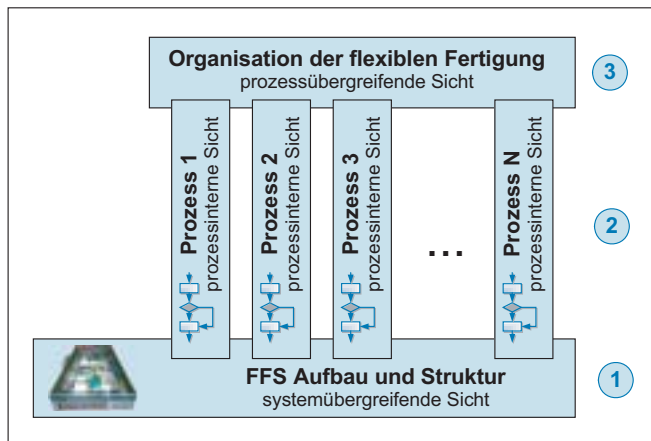 Organisation der flexiblen Fertigung
prozessübergreifende Sicht
3
Prozess 1
prozessinterne Sicht
Prozess 2
prozessinterne Sicht
Prozess 3
prozessinterne Sicht
...
Prozess N
prozessinterne Sicht
2
FFS Aufbau und Struktur
systemübergreifende Sicht
1